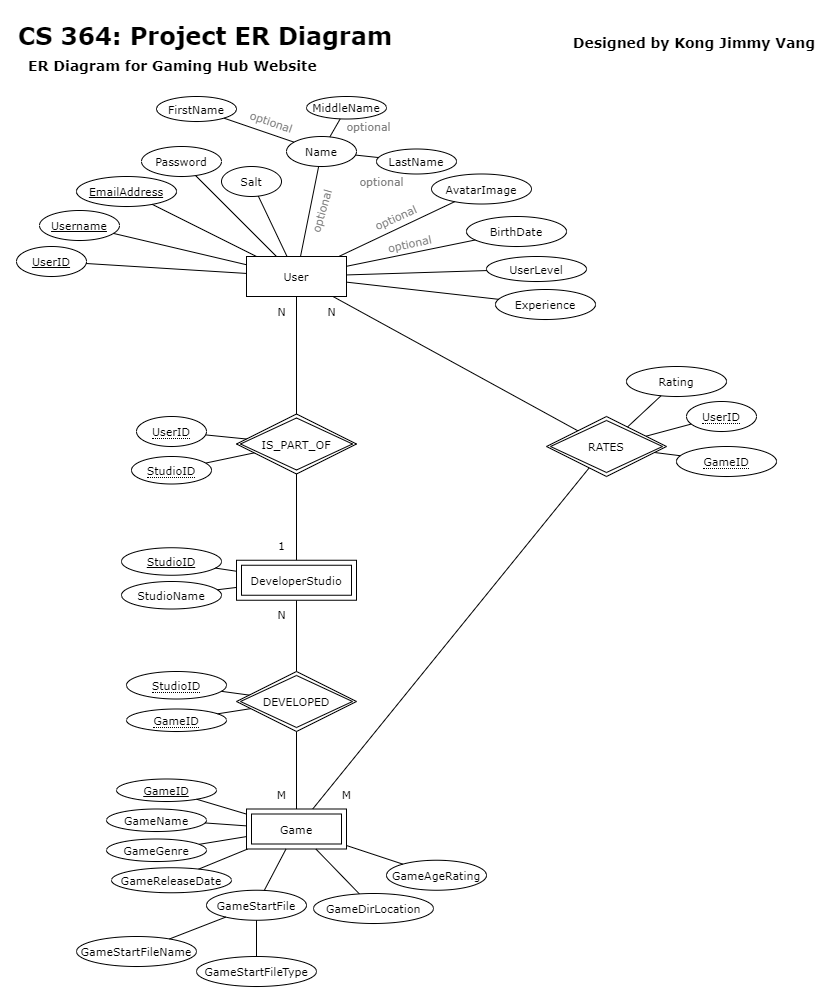 CS 364: Project ER Diagram
Designed by Kong Jimmy Vang
ER Diagram for Gaming Hub Website
FirstName
optional
MiddleName
optional
Name
Password
LastName
Salt
optional
EmailAddress
AvatarImage
optional
optional
Username
BirthDate
optional
UserID
User
UserLevel
Experience
N
N
Rating
UserID
UserID
IS_PART_OF
RATES
StudioID
GameID
1
StudioID
DeveloperStudio
StudioName
N
StudioID
DEVELOPED
GameID
GameID
M
M
GameName
Game
GameGenre
GameReleaseDate
GameAgeRating
GameStartFile
GameDirLocation
GameStartFileName
GameStartFileType